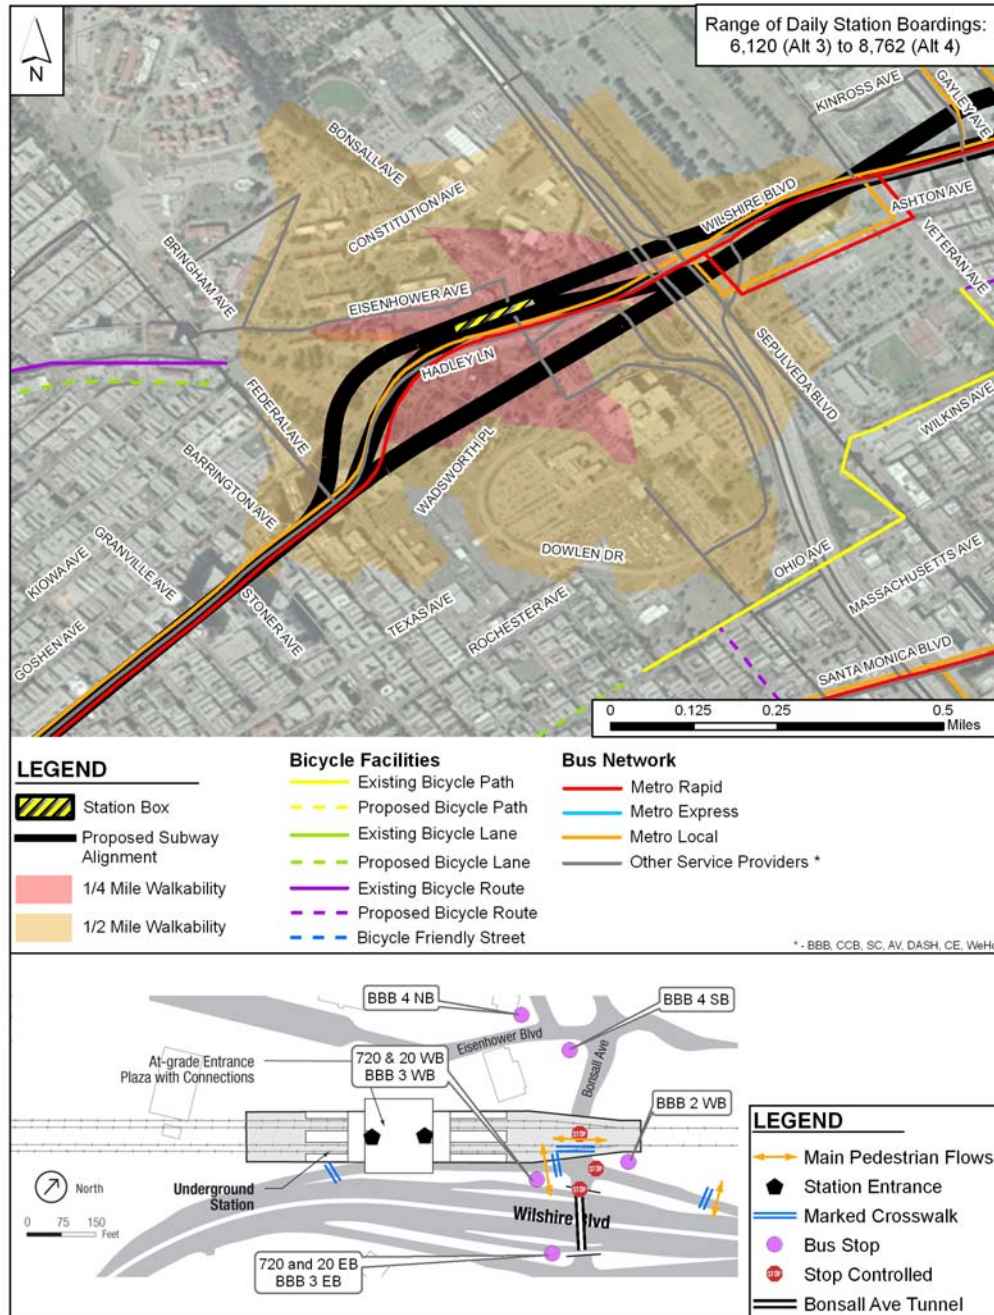 N
Range of Daily Station Boardings:
6,120 (Alt 3) to 8,762 (Alt 4)
KINROSS AVE
GAYLEY AVE
BONSALL AVE
CONSTITUTION AVE
WILSHIRE BLVD
ASHTON AVE
BRINGHAM AVE
VETERAN AVE
EISENHOWER AVE
HADLEY LN
SEPULVEDA BLVD
FEDERAL AVE
WILKINS AVE
BARRINGTON AVE
WADSWORTH PL
GRANVILLE AVE
KIOWA AVE
DOWLEN DR
OHIO AVE
MASSACHUSETTS AVE
GOSHEN AVE
STONER AVE
TEXAS AVE
ROCHESTER AVE
SANTA MONICA BLVD
0 0.125 0.25 0.5
Miles
LEGEND
Station Box
Proposed Subway
Alignment
1/4 Mile Walkability
1/2 Mile Walkability
Bicycle Facilities
Existing Bicycle Path
Proposed Bicycle Path
Existing Bicycle Lane
Proposed Bicycle Lane
Existing Bicycle Route
Proposed Bicycle Route
Bicycle Friendly Street
Bus Network
Metro Rapid
Metro Express
Metro Local
Other Service Providers *
* - BBB, CCB, SC, AV, DASH, CE, WeHo
BBB 4 NB
BBB 4 SB
Eisenhower Blvd
Bonsall Ave
At-grade Entrance
Plaza with Connections
720 & 20 WB
BBB 3 WB
BBB 2 WB
STOP
STOP
STOP
North
0 75 150
Feet
Underground
Station
Wilshire Blvd
720 and 20 EB
BBB 3 EB
LEGEND
Main Pedestrian Flows
Station Entrance
Marked Crosswalk
Bus Stop
STOP
Stop Controlled
Bonsall Ave Tunnel